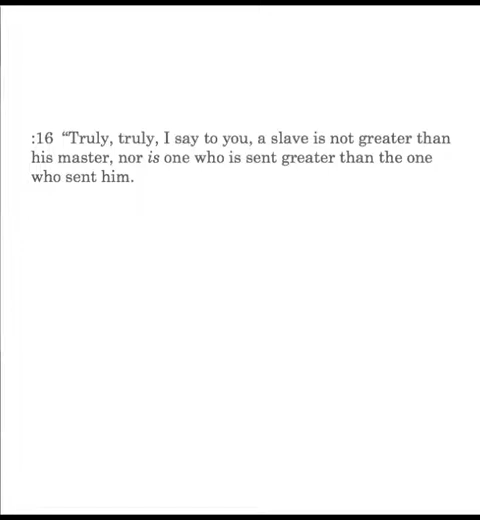 :16 “Truly, truly, I say to you, a slave is not greater than
his master, nor is one who is sent greater than the one
who sent him.